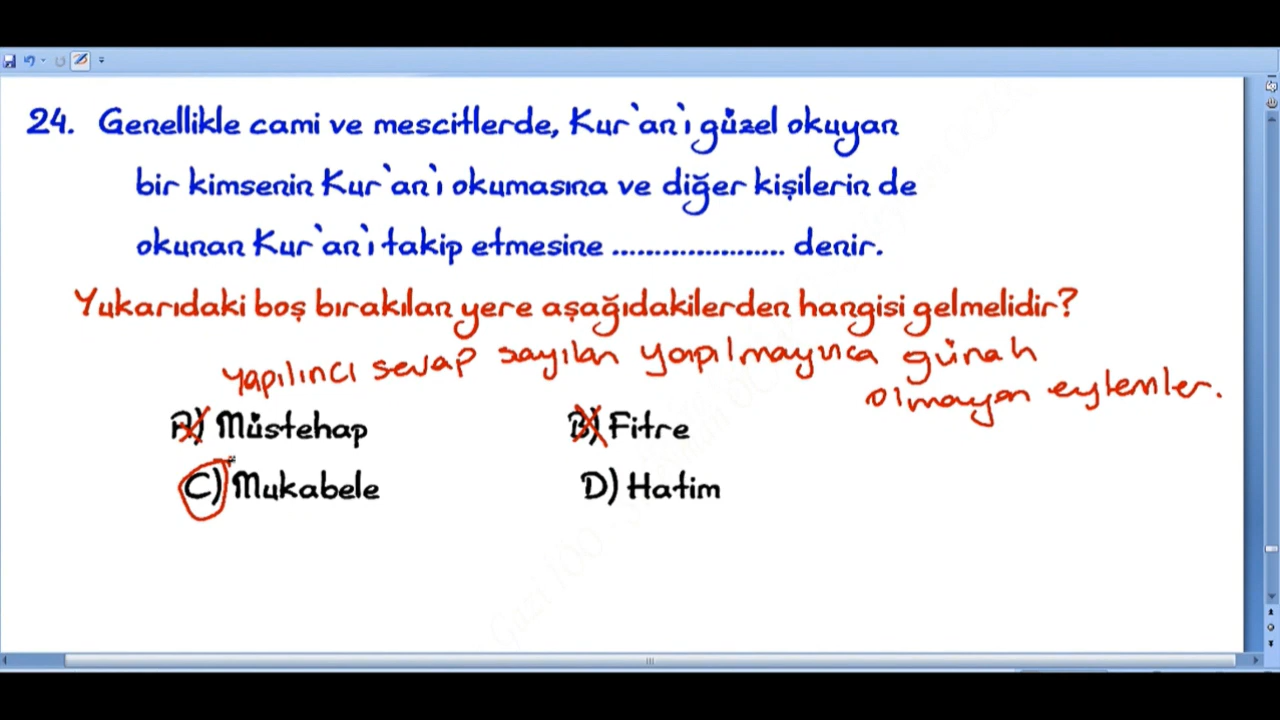 24. Genellikle cami ve mescitlerde, Kur`an`ı güzel okuyan
bir kimsenin Kur`an`ı okumasına ve diğer kişilerin de
okunan Kur`an`ı takip etmesine ...................... denir.
Yukarıdaki boş bırakılan yere aşağıdakilerden hangisi gelmelidir?
yapılıncı sevap sayılan yapılmayınca günah
olmayan eylemler.
A) Müstehap B) Fitre
C) Mukabele D) Hatim